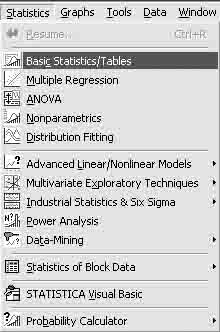 Statistics Graphs Tools Data Window
Resume... Ctrl+R
Basic Statistics/Tables
Multiple Regression
ANOVA
Nonparametrics
Distribution Fitting
Advanced Linear/Nonlinear Models
Multivariate Exploratory Techniques
Industrial Statistics & Six Sigma
Power Analysis
Data-Mining
Statistics of Block Data
STATISTICA Visual Basic
Probability Calculator